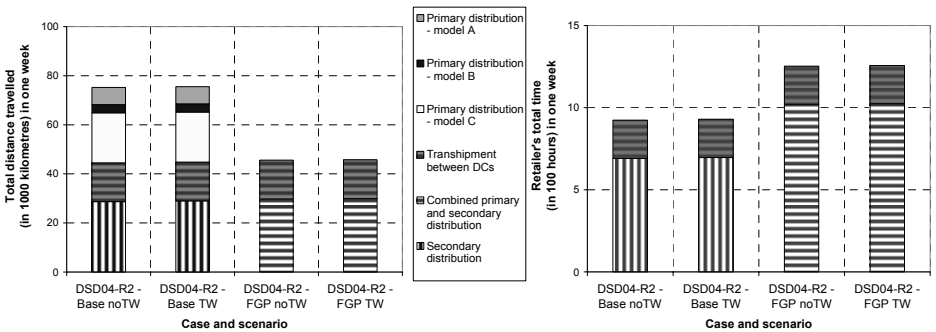 Total distance travelled
(in 1000 kilometres) in one week
100
80
60
40
20
0
DSD04-R2 -
Base noTW
DSD04-R2 -
Base TW
DSD04-R2 -
FGP noTW
DSD04-R2 -
FGP TW
Case and scenario
Primary distribution
- model A
Primary distribution
- model B
Primary distribution
- model C
Transhipment
between DCs
Combined primary
and secondary
distribution
Secondary
distribution
Retailer's total time
(in 100 hours) in one week
15
10
5
0
DSD04-R2 -
Base noTW
DSD04-R2 -
Base TW
DSD04-R2 -
FGP noTW
DSD04-R2 -
FGP TW
Case and scenario